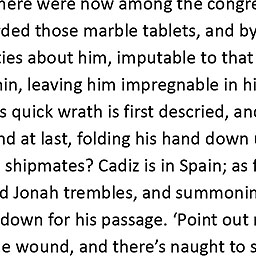 here were now among the congre
rded those marble tablets, and by
ties about him, imputable to that
nin, leaving him impregnable in hi
s quick wrath is first descried, and
nd at last, folding his hand down
shipmates? Cadiz is in Spain; as f
d Jonah trembles, and summonin
down for his passage. ‘Point out
e wound, and there’s naught to s